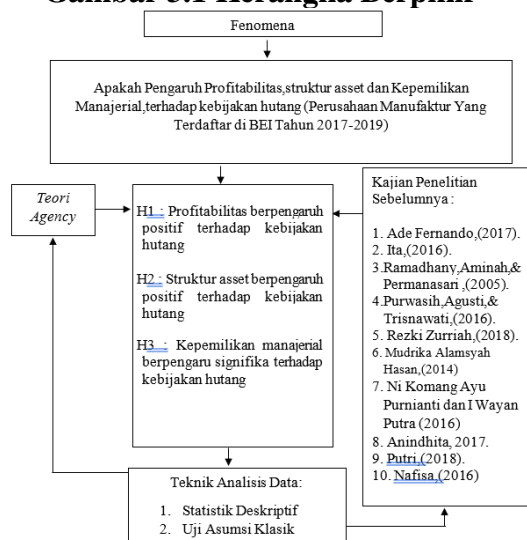 Gambar 3.1 Kerangka Berpikir
Fenomena
Apakah Pengaruh Profitabilitas,struktur asset dan Kepemilikan
Manajerial,terhadap kebijakan hutang (Perusahaan Manufaktur Yang
Terdaftar di BEI Tahun 2017-2019)
Teori
Agency
H1 : Profitabilitas berpengaruh
positif terhadap kebijakan
hutang
H2 : Struktur asset berpengaruh
positif terhadap kebijakan
hutang
H3 : Kepemilikan manajerial
berpengaru signifika terhadap
kebijakan hutang
Kajian Penelitian
Sebelumnya :
1. Ade Fernando,(2017).
2. Ita,(2016).
3.Ramadhany,Aminah,&
Permanasari ,(2005).
4.Purwasih,Agusti,&
Trisnawati,(2016).
5. Rezki Zurriah,(2018).
6. Mudrika Alamsyah
Hasan,(2014)
7. Ni Komang Ayu
Purnianti dan I Wayan
Putra (2016)
8. Anindhita, 2017.
9. Putri,(2018).
10. Nafisa,(2016)
Teknik Analisis Data:
1. Statistik Deskriptif
2. Uji Asumsi Klasik